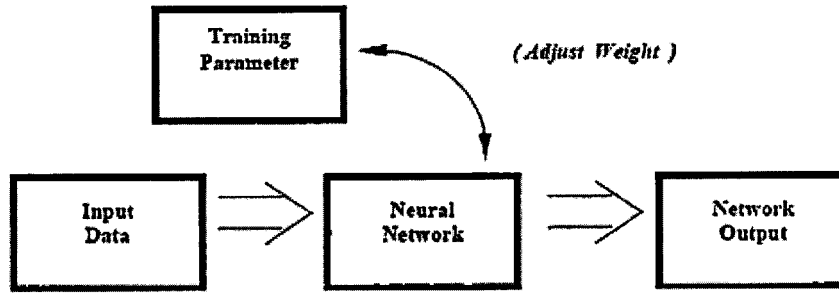 Training
Parameter
( Adjust Weight )
Input
Data
Neural
Network
Network
Output